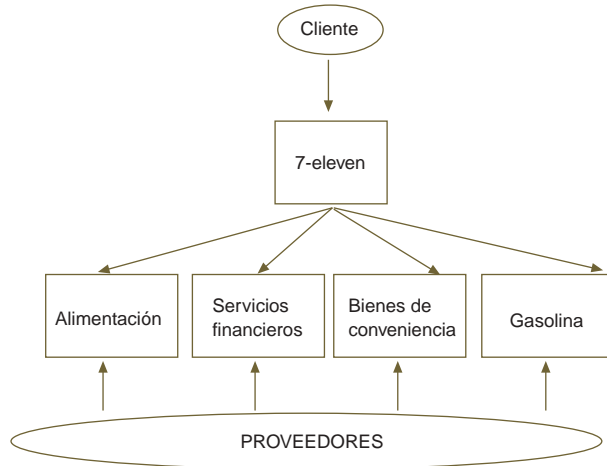 Cliente
7-eleven
Alimentación
Servicios
financieros
Bienes de
conveniencia
Gasolina
PROVEEDORES